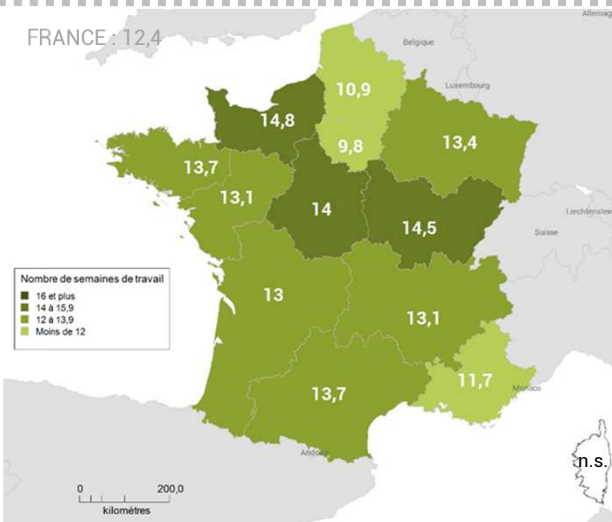 FRANCE : 12,4
Allemag
Belgique
Luxembourg
10,9
14,8
9,8
13,4
13,7
13,1
14
14,5
Liechtenstein
Suisse
Nombre de semaines de travail
16 et plus
14 à 15,9
12 à 13,9
Moins de 12
13
13,1
11,7
Monaco
13,7
Andorre
n.s.
0 200,0
kilomètres